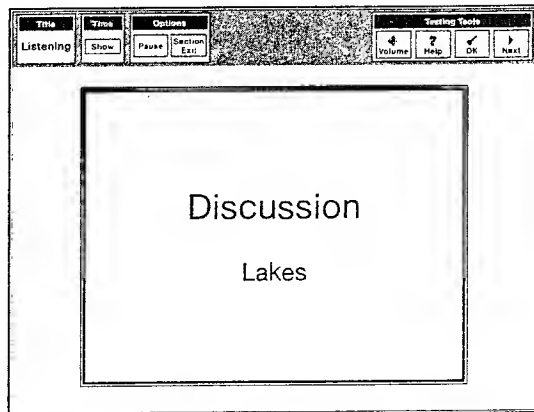 Title
Time
Options
Testing Tools
Listening
Show
Pause
Section
Exit
Volume
?
Help
OK
Next
Discussion
Lakes